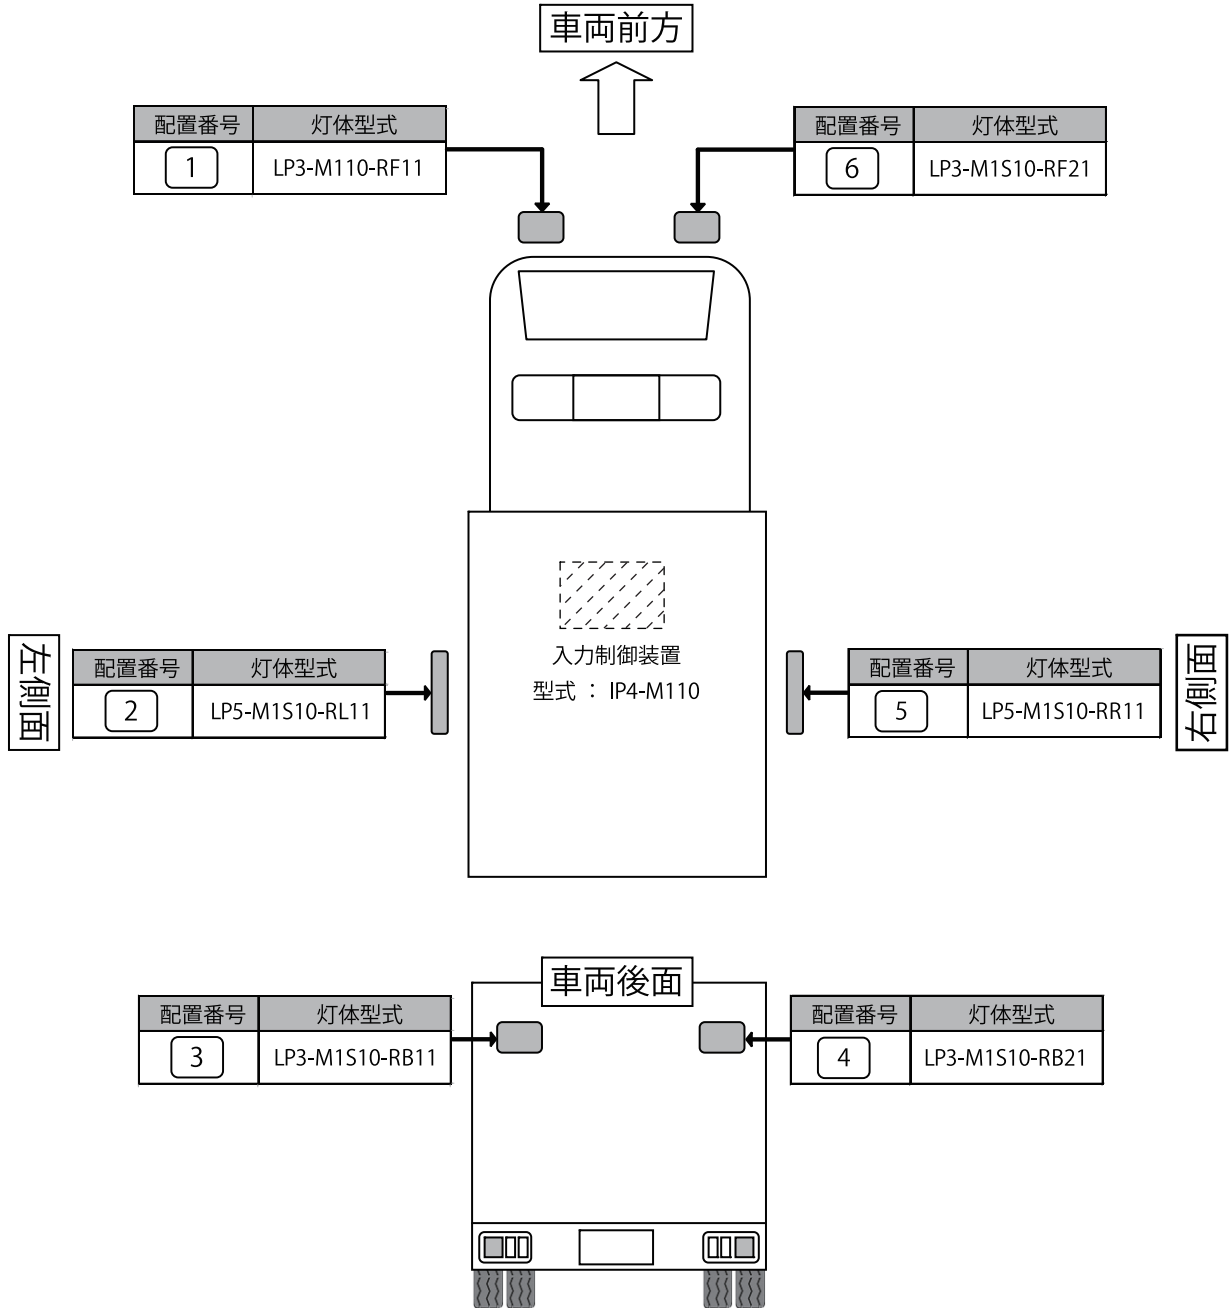 車両前方
配置番号 灯体型式
1 LP3-M110-RF11
配置番号 灯体型式
6 LP3-M1S10-RF21
入力制御装置
型式 : IP4-M110
左側面
配置番号 灯体型式
2 LP5-M1S10-RL11
配置番号 灯体型式
5 LP5-M1S10-RR11
右側面
車両後面
配置番号 灯体型式
3 LP3-M1S10-RB11
配置番号 灯体型式
4 LP3-M1S10-RB21